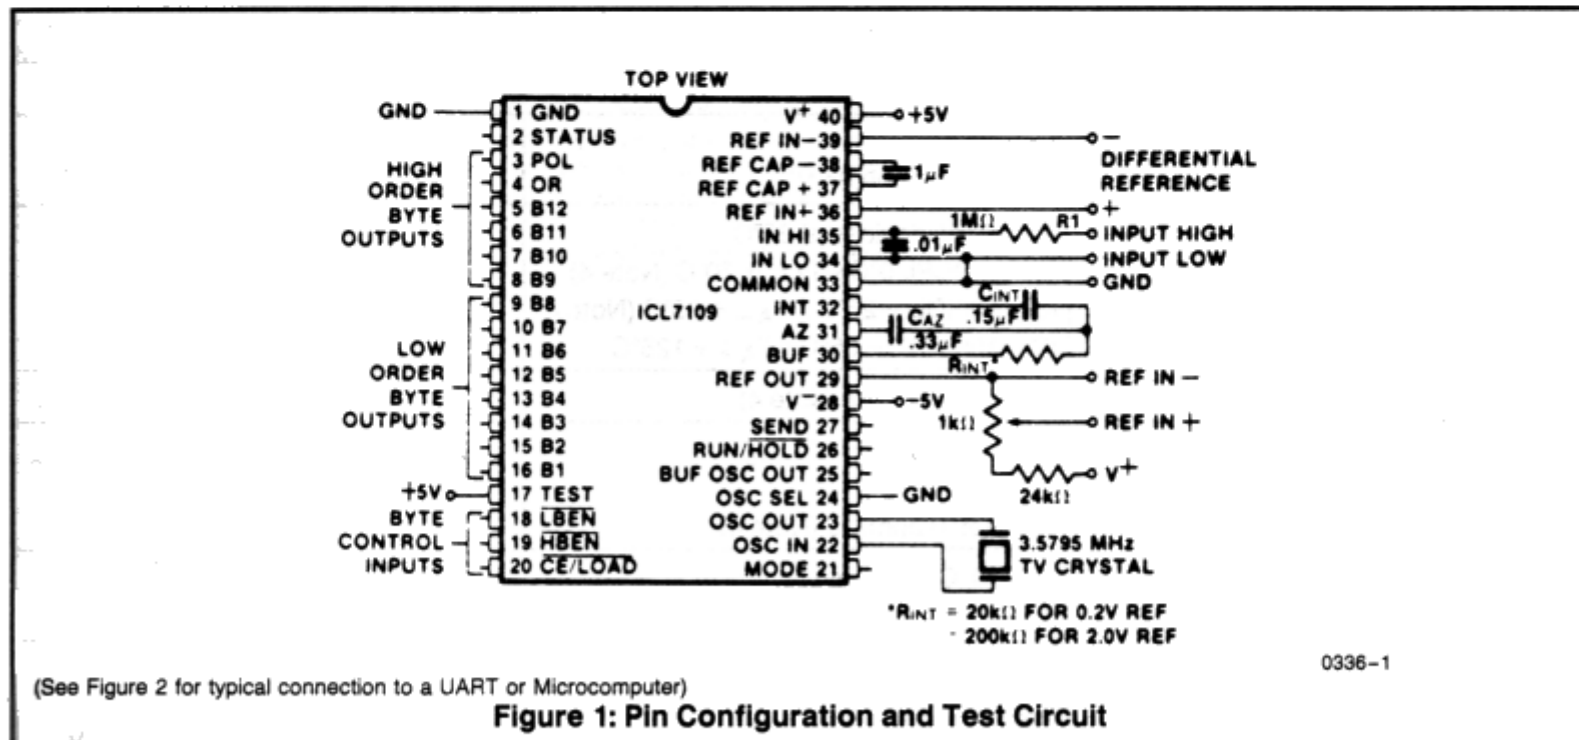 TOP VIEW
GND
1 GND
2 STATUS
3 POL
4 OR
5 B12
6 B11
7 B10
8 B9
9 B8
10 B7
11 B6
12 B5
13 B4
14 B3
15 B2
16 B1
17 TEST
18 LBEN
19 HBEN
20 CE/LOAD
HIGH
ORDER
BYTE
OUTPUTS
LOW
ORDER
BYTE
OUTPUTS
+5V
BYTE
CONTROL
INPUTS
ICL7109
V+ 40
REF IN−39
REF CAP−38
REF CAP + 37
REF IN+ 36
IN HI 35
IN LO 34
COMMON 33
INT 32
AZ 31
BUF 30
REF OUT 29
V− 28
SEND 27
RUN/HOLD 26
BUF OSC OUT 25
OSC SEL 24
OSC OUT 23
OSC IN 22
MODE 21
+5V
−
DIFFERENTIAL
REFERENCE
+
1µF
1MΩ
R1
INPUT HIGH
.01µF
INPUT LOW
GND
CINT
.15µF
CAZ
.33µF
RINT*
REF IN −
−5V
1kΩ
REF IN +
V+
24kΩ
GND
3.5795 MHz
TV CRYSTAL
*RINT = 20kΩ FOR 0.2V REF
- 200kΩ FOR 2.0V REF
0336–1
(See Figure 2 for typical connection to a UART or Microcomputer)
Figure 1: Pin Configuration and Test Circuit